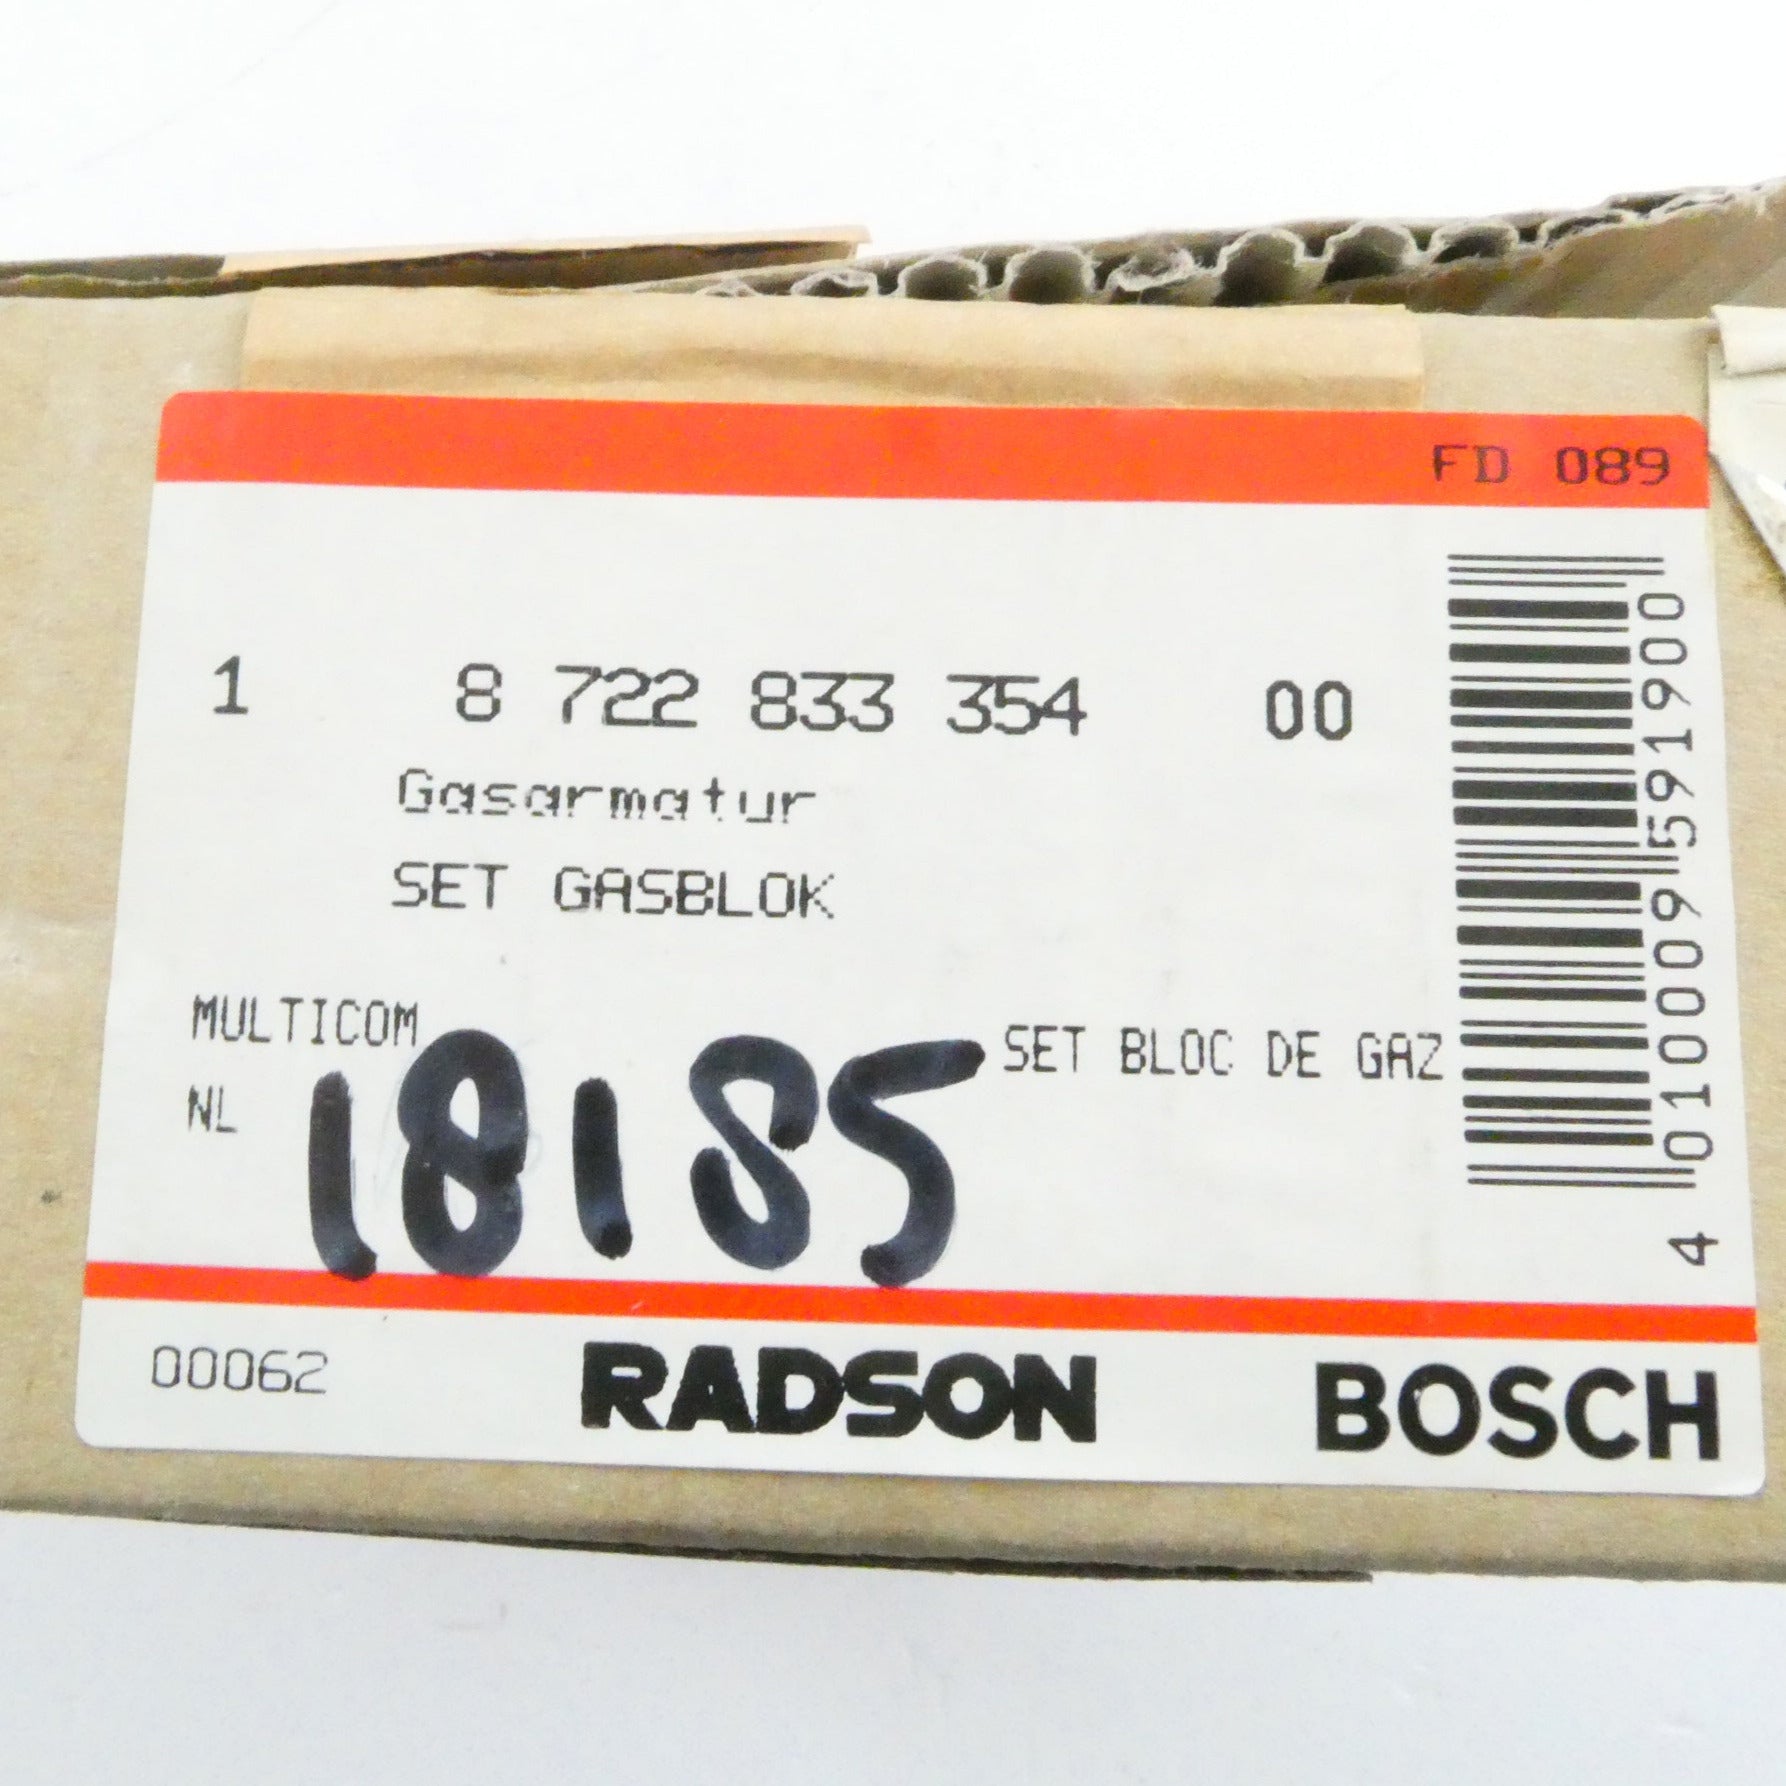 FD 089
1 8 722 833 354 00
Gasarmatur
SET GASBLOK
MULTICOM
SET BLOC DE GAZ
NL
18185
4 010009 591900
00062 RADSON BOSCH